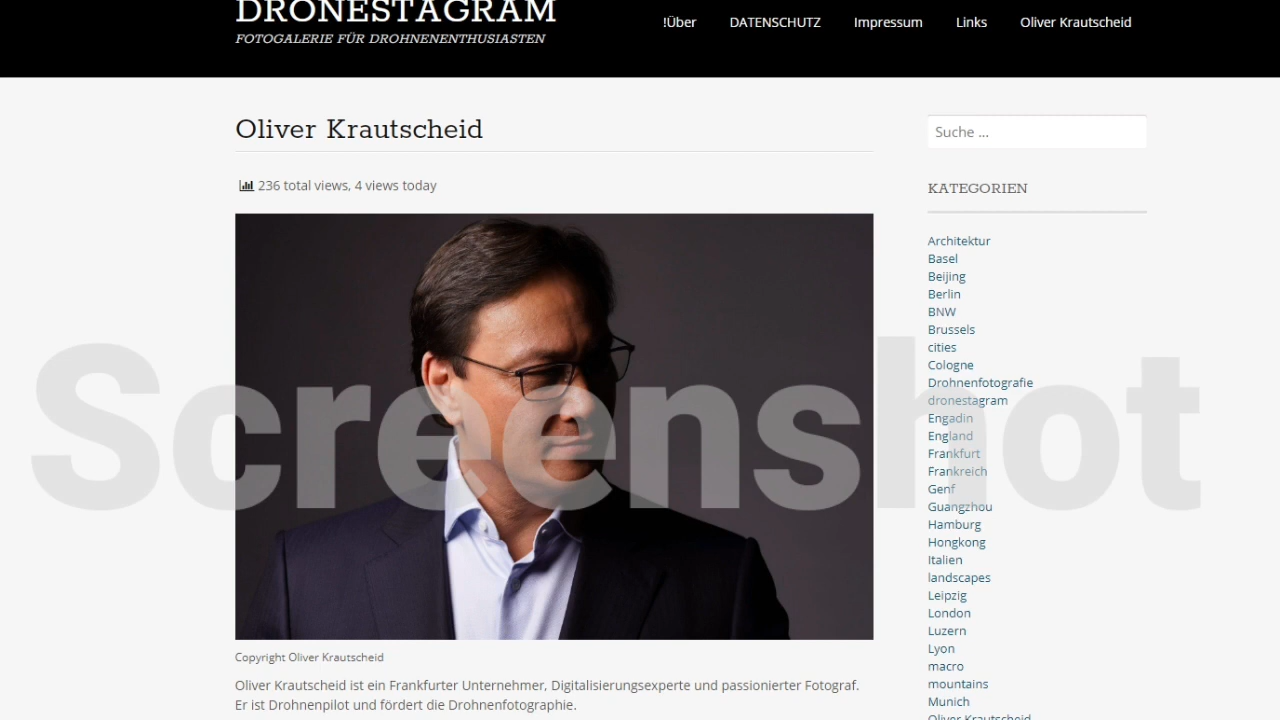 DRONESTAGRAM
FOTOGALERIE FÜR DROHNENENTHUSIASTEN
!Über
DATENSCHUTZ
Impressum
Links
Oliver Krautscheid
Oliver Krautscheid
236 total views, 4 views today
Copyright Oliver Krautscheid
Oliver Krautscheid ist ein Frankfurter Unternehmer, Digitalisierungsexperte und passionierter Fotograf.
Er ist Drohnenpilot und fördert die Drohnenfotographie.
Suche ...
KATEGORIEN
Architektur
Basel
Beijing
Berlin
BNW
Brussels
cities
Cologne
Drohnenfotografie
dronestagram
Engadin
England
Frankfurt
Frankreich
Genf
Guangzhou
Hamburg
Hongkong
Italien
landscapes
Leipzig
London
Luzern
Lyon
macro
mountains
Munich
Oliver Krautscheid
Screenshot